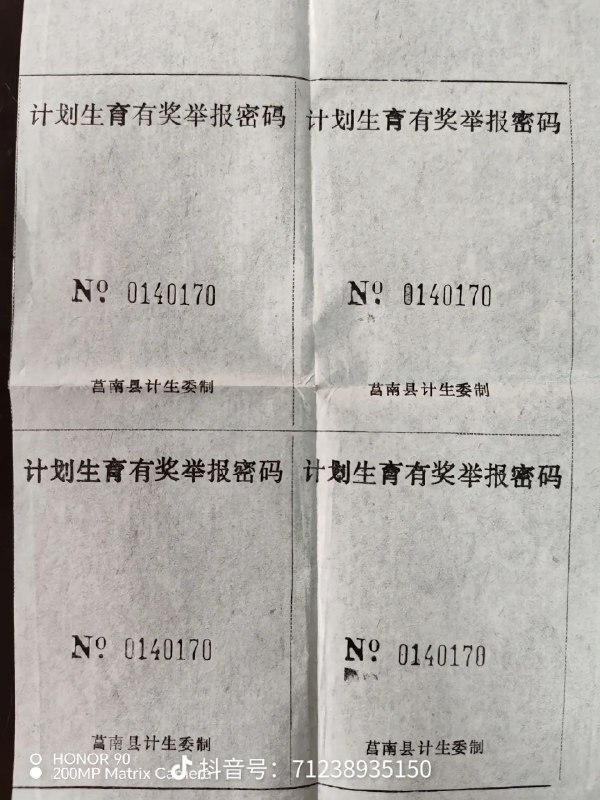 计划生育有奖举报密码
No. 0140170
莒南县计生委制
计划生育有奖举报密码
No. 0140170
莒南县计生委制
计划生育有奖举报密码
No. 0140170
莒南县计生委制
计划生育有奖举报密码
No. 0140170
莒南县计生委制
HONOR 90
200MP Matrix Camera
抖音号：71238935150